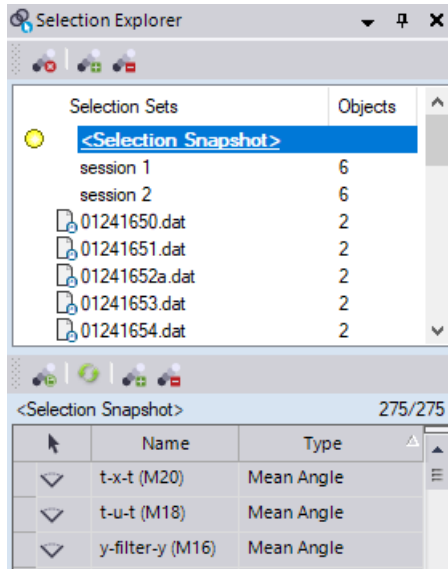 Selection Explorer
Selection Sets Objects
<Selection Snapshot>
session 1 6
session 2 6
01241650.dat 2
01241651.dat 2
01241652a.dat 2
01241653.dat 2
01241654.dat 2
<Selection Snapshot> 275/275
Name Type
t-x-t (M20) Mean Angle
t-u-t (M18) Mean Angle
y-filter-y (M16) Mean Angle